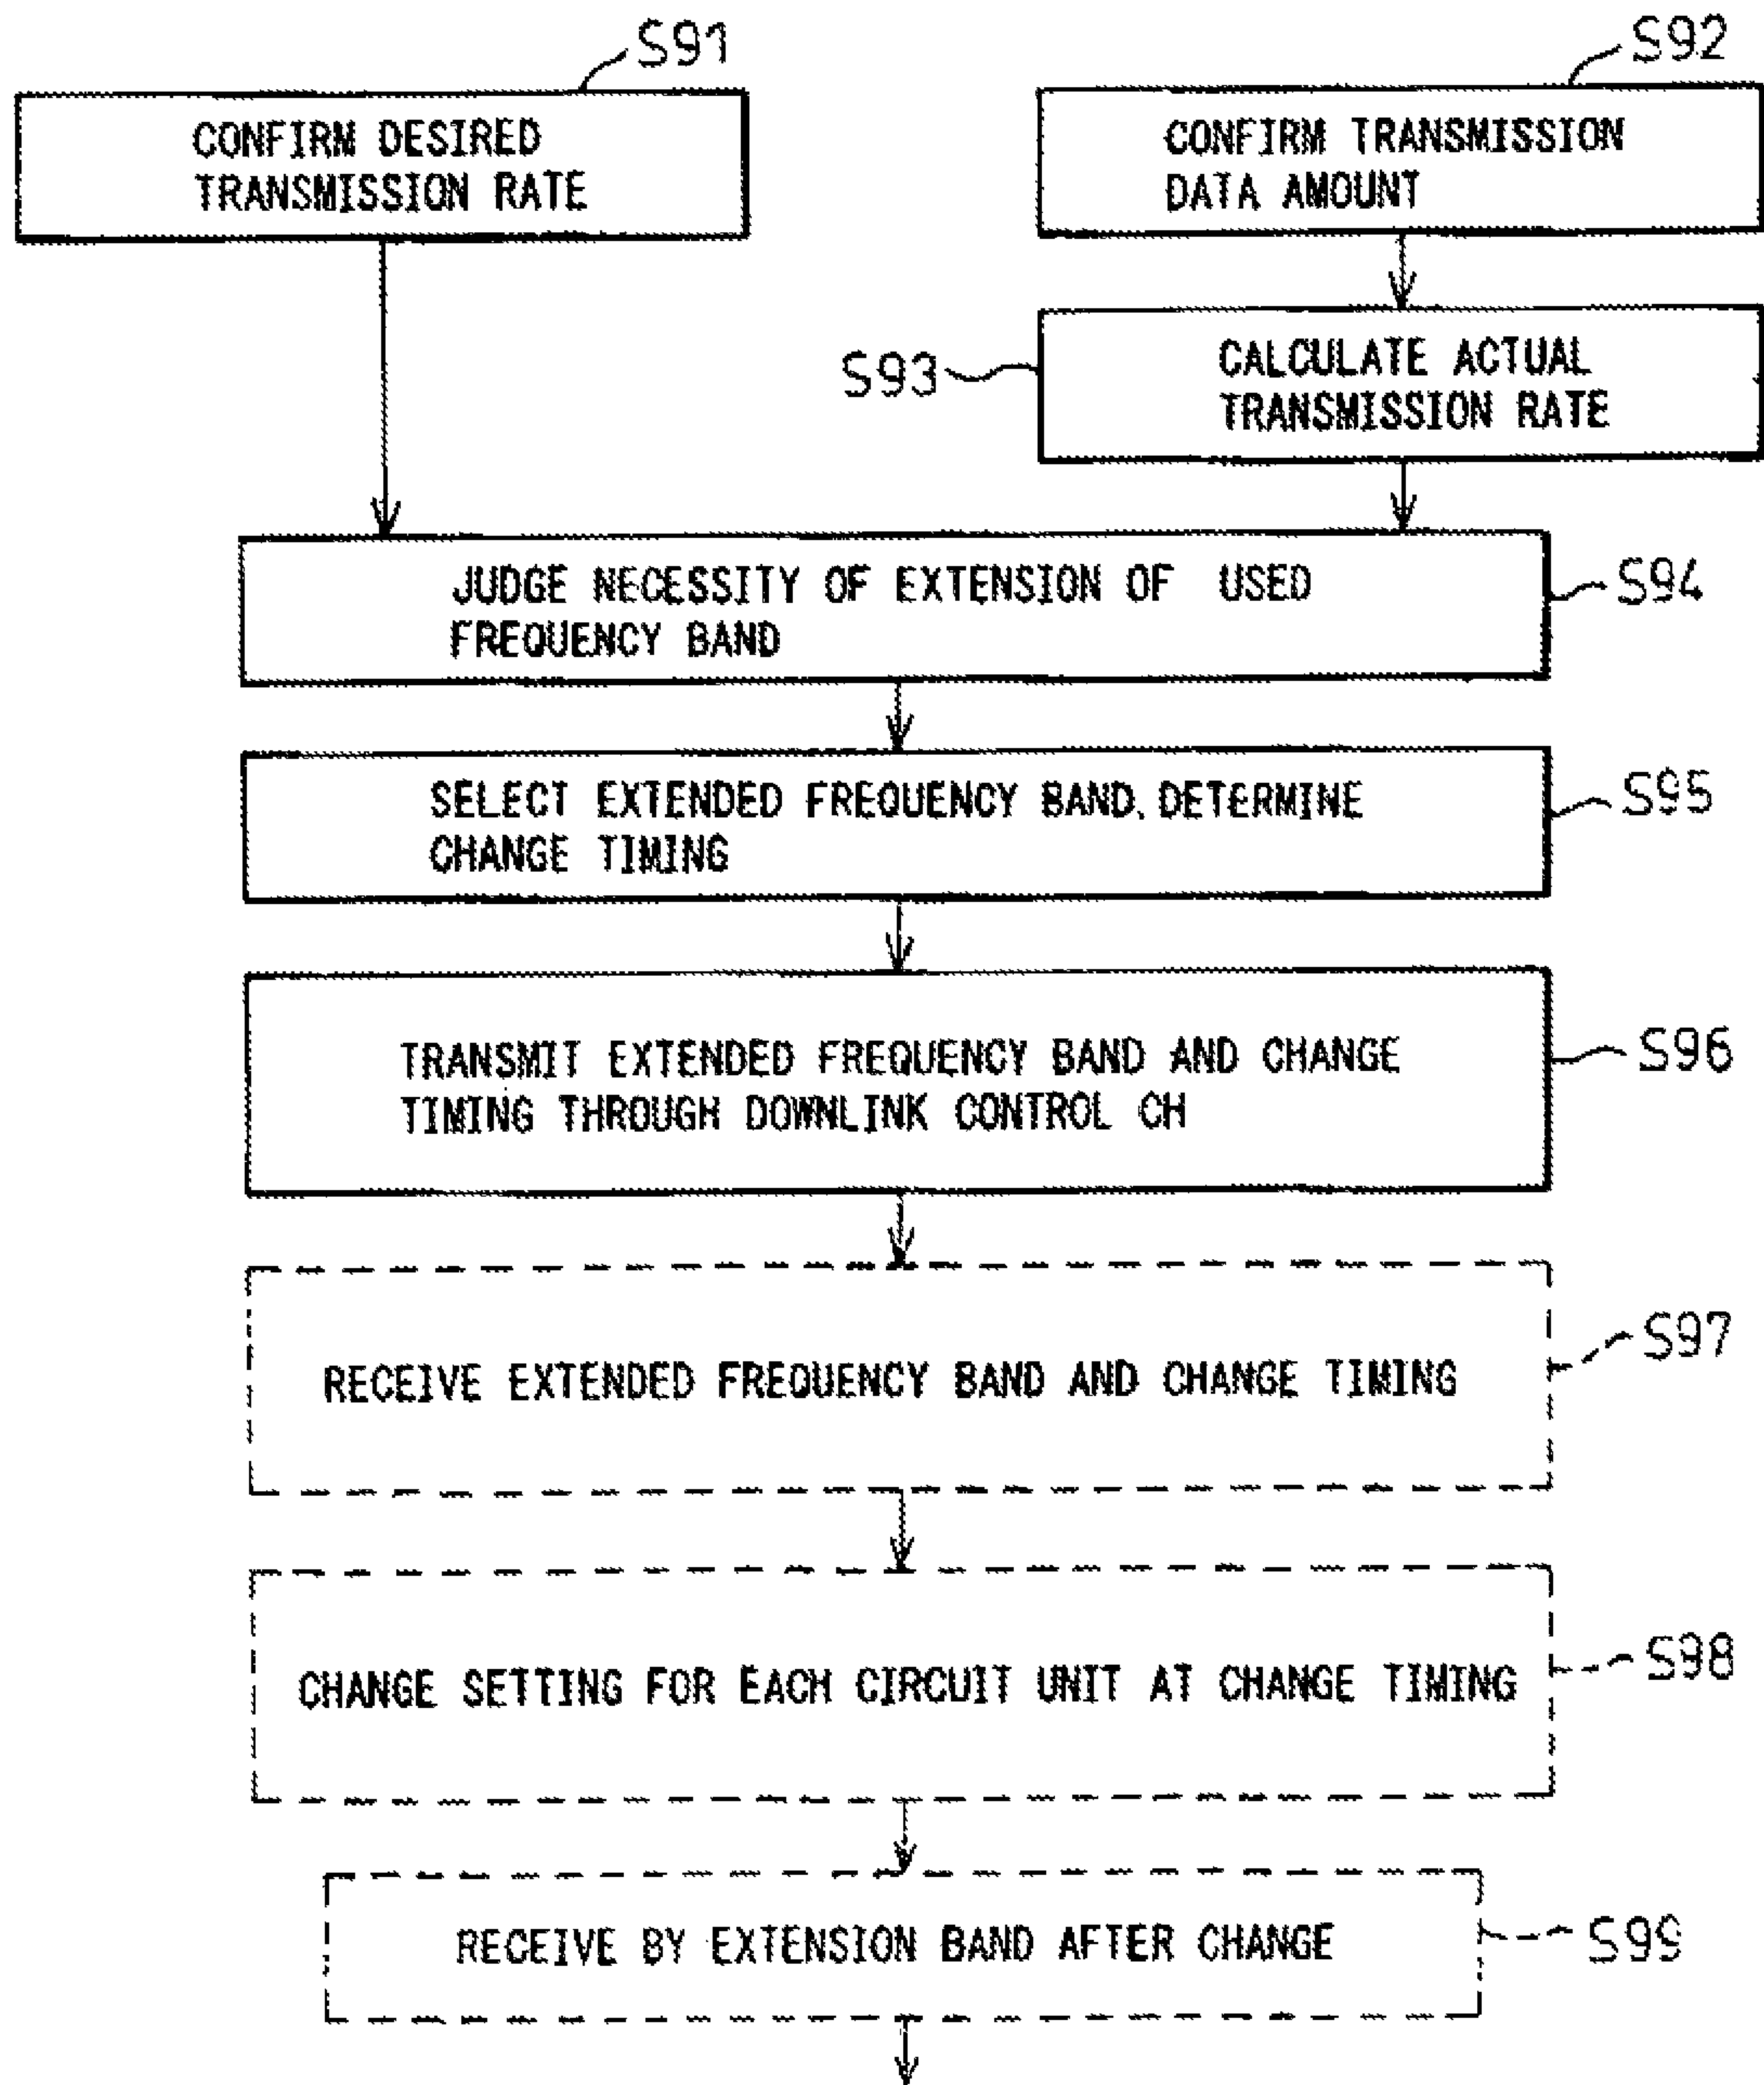 S91
CONFIRM DESIRED
TRANSMISSION RATE
S92
CONFIRM TRANSMISSION
DATA AMOUNT
S93
CALCULATE ACTUAL
TRANSMISSION RATE
JUDGE NECESSITY OF EXTENSION OF USED
FREQUENCY BAND
S94
SELECT EXTENDED FREQUENCY BAND, DETERMINE
CHANGE TIMING
S95
TRANSMIT EXTENDED FREQUENCY BAND AND CHANGE
TIMING THROUGH DOWNLINK CONTROL CH
S96
RECEIVE EXTENDED FREQUENCY BAND AND CHANGE TIMING
S97
CHANGE SETTING FOR EACH CIRCUIT UNIT AT CHANGE TIMING
S98
RECEIVE BY EXTENSION BAND AFTER CHANGE
S99